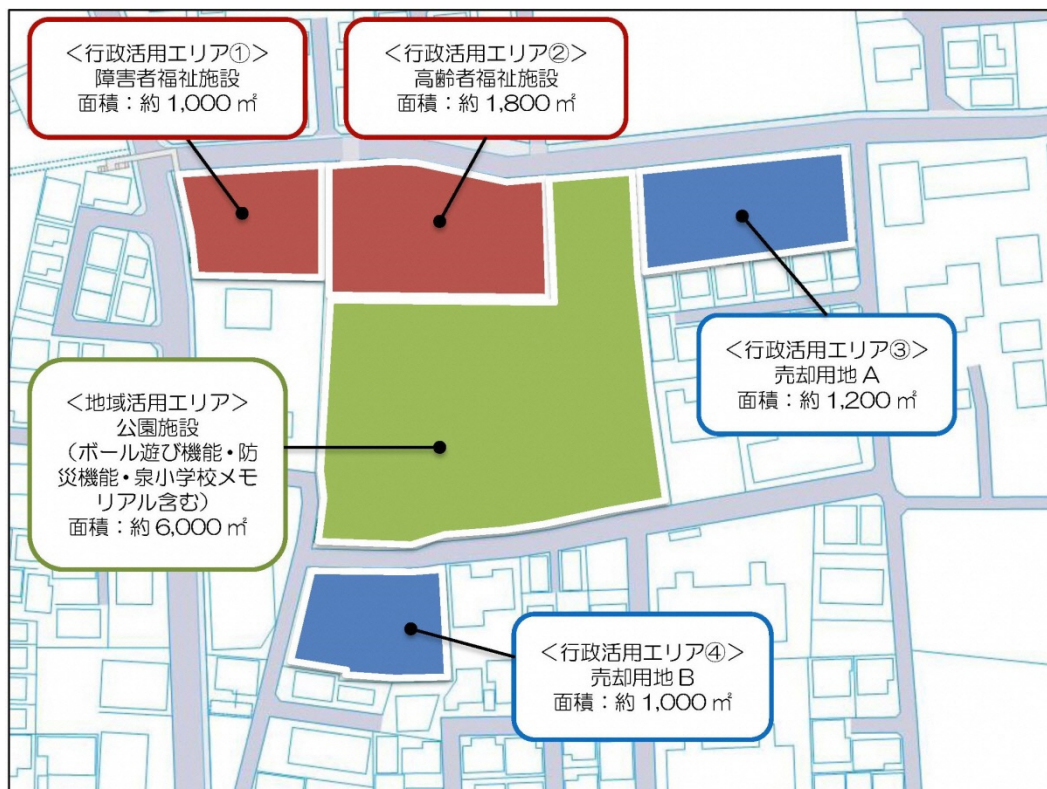 <行政活用エリア①>
障害者福祉施設
面積：約 1,000 ㎡
<行政活用エリア②>
高齢者福祉施設
面積：約 1,800 ㎡
<行政活用エリア③>
売却用地 A
面積：約 1,200 ㎡
<地域活用エリア>
公園施設
（ボール遊び機能・防
災機能・泉小学校メモ
リアル含む）
面積：約 6,000 ㎡
<行政活用エリア④>
売却用地 B
面積：約 1,000 ㎡